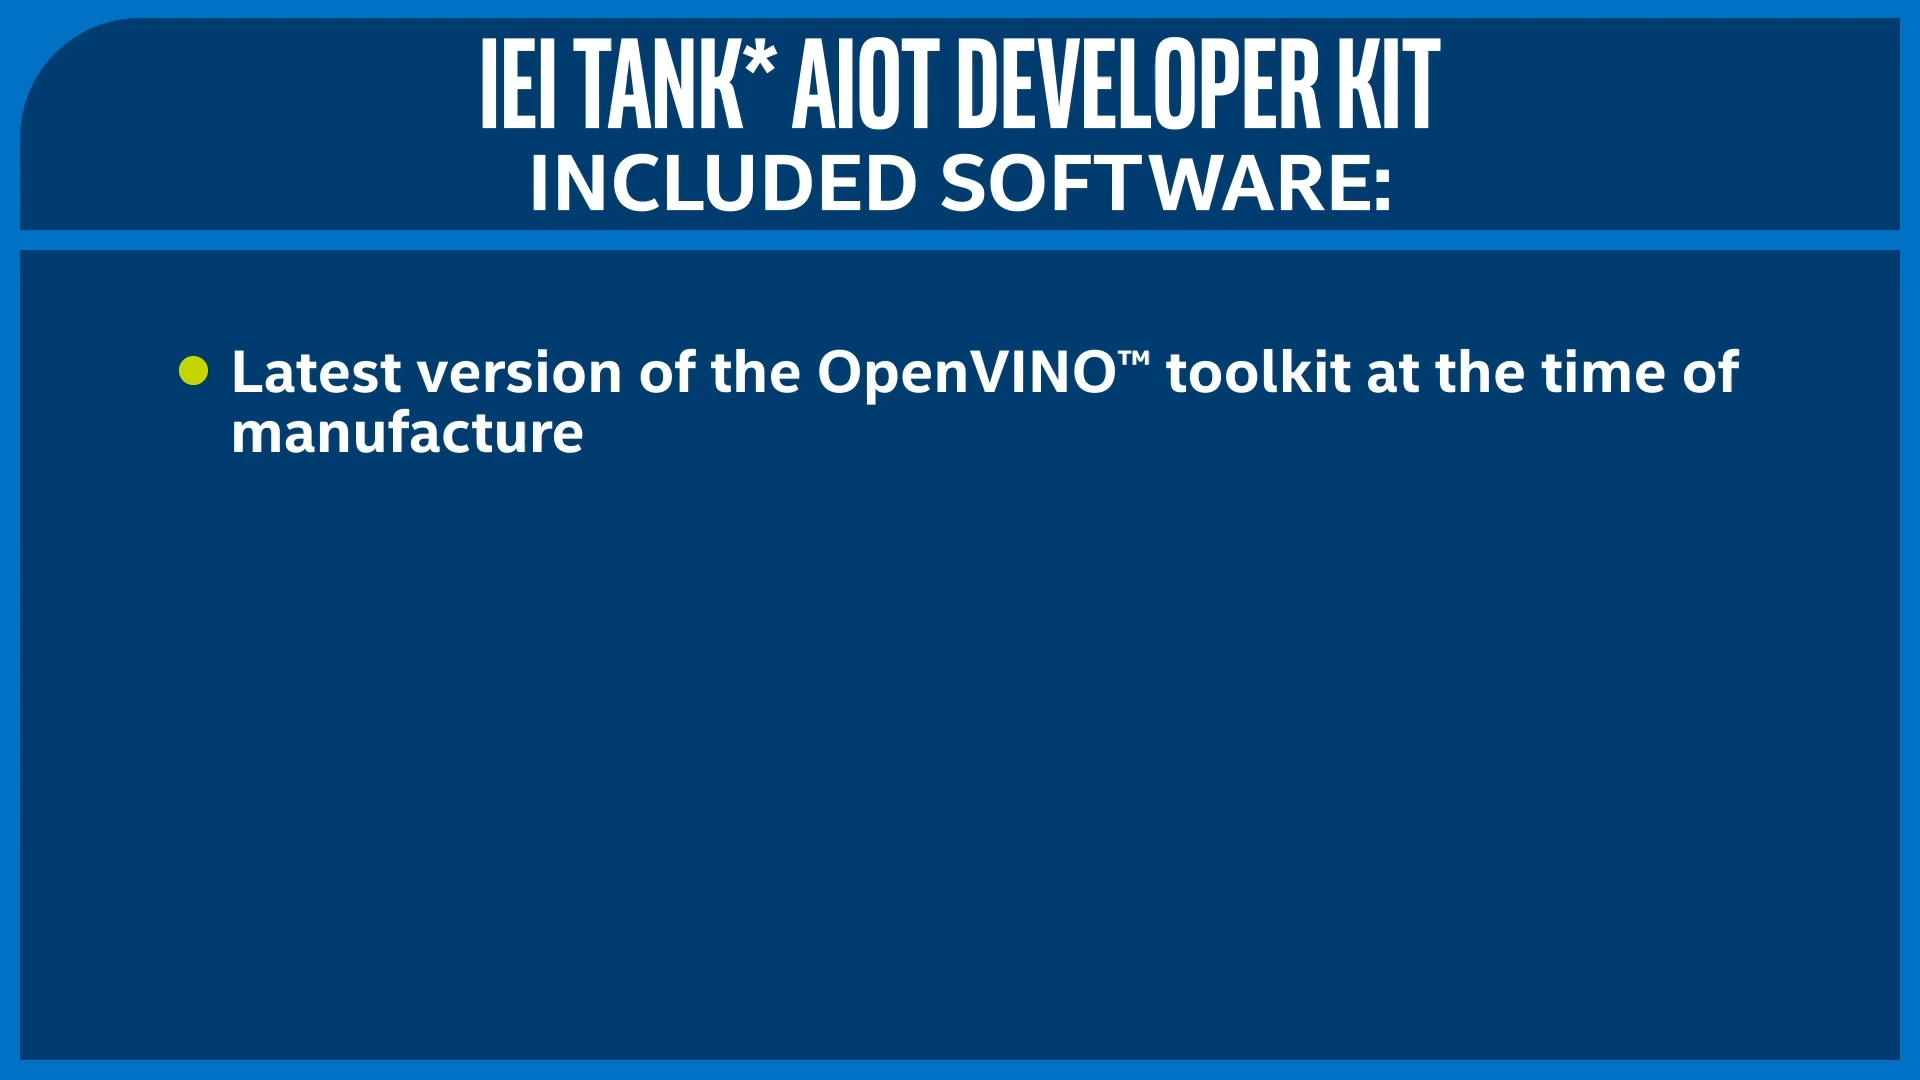 IEI TANK* AIOT DEVELOPER KIT
INCLUDED SOFTWARE:
Latest version of the OpenVINO™ toolkit at the time of
manufacture